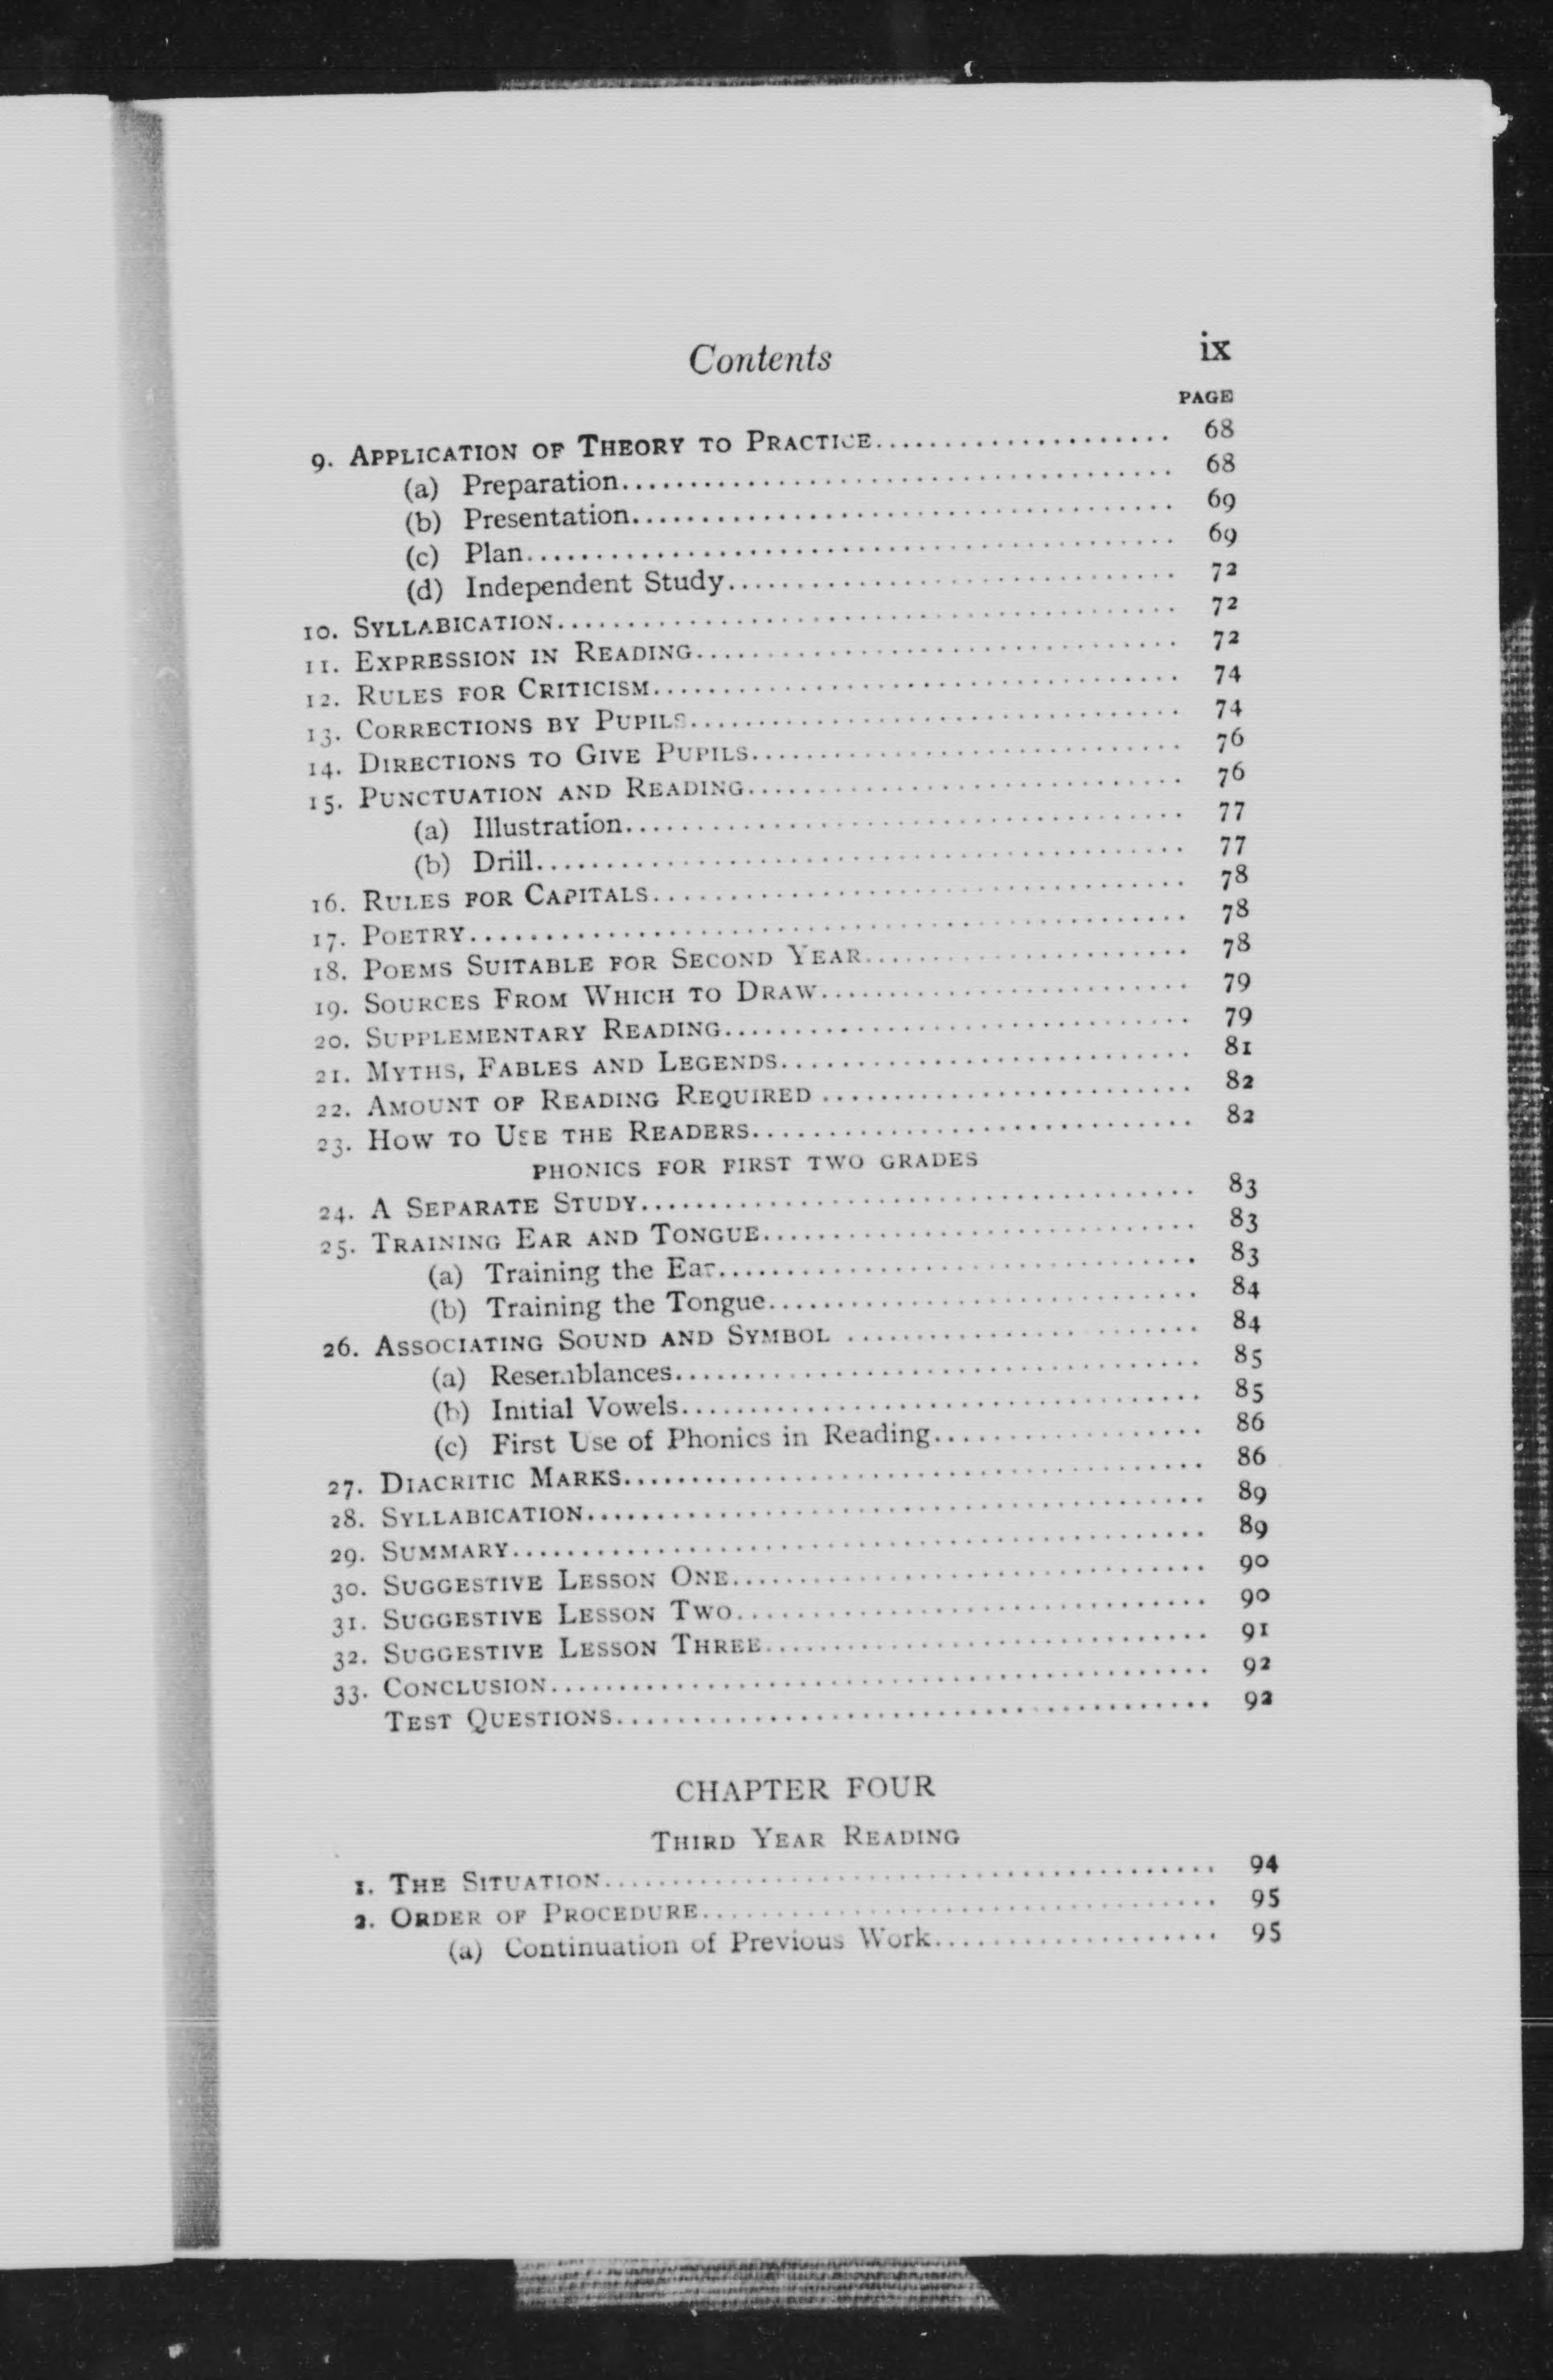 Contents ix
PAGE
9. APPLICATION OF THEORY TO PRACTICE.................... 68
(a) Preparation.................................... 68
(b) Presentation.................................... 69
(c) Plan.................................... 69
(d) Independent Study.................................... 72
10. SYLLABICATION.................................... 72
11. EXPRESSION IN READING.................................... 72
12. RULES FOR CRITICISM.................................... 74
13. CORRECTIONS BY PUPILS.................................... 74
14. DIRECTIONS TO GIVE PUPILS.............................. 76
15. PUNCTUATION AND READING.............................. 76
(a) Illustration.................................... 77
(b) Drill.................................... 77
16. RULES FOR CAPITALS.................................... 78
17. POETRY.................................... 78
18. POEMS SUITABLE FOR SECOND YEAR...................... 78
19. SOURCES FROM WHICH TO DRAW......................... 79
20. SUPPLEMENTARY READING.............................. 79
21. MYTHS, FABLES AND LEGENDS............................ 81
22. AMOUNT OF READING REQUIRED ......................... 82
23. HOW TO USE THE READERS.............................. 82
PHONICS FOR FIRST TWO GRADES
24. A SEPARATE STUDY.................................... 83
25. TRAINING EAR AND TONGUE.............................. 83
(a) Training the Ear.................................... 83
(b) Training the Tongue.............................. 84
26. ASSOCIATING SOUND AND SYMBOL ........................ 84
(a) Resemblances.................................... 85
(b) Initial Vowels.................................... 85
(c) First Use of Phonics in Reading.................... 86
27. DIACRITIC MARKS.................................... 86
28. SYLLABICATION.................................... 89
29. SUMMARY.................................... 89
30. SUGGESTIVE LESSON ONE.............................. 90
31. SUGGESTIVE LESSON TWO.............................. 90
32. SUGGESTIVE LESSON THREE.............................. 91
33. CONCLUSION.................................... 92
TEST QUESTIONS.................................... 92
CHAPTER FOUR
THIRD YEAR READING
1. THE SITUATION.................................... 94
2. ORDER OF PROCEDURE.................................... 95
(a) Continuation of Previous Work.................... 95